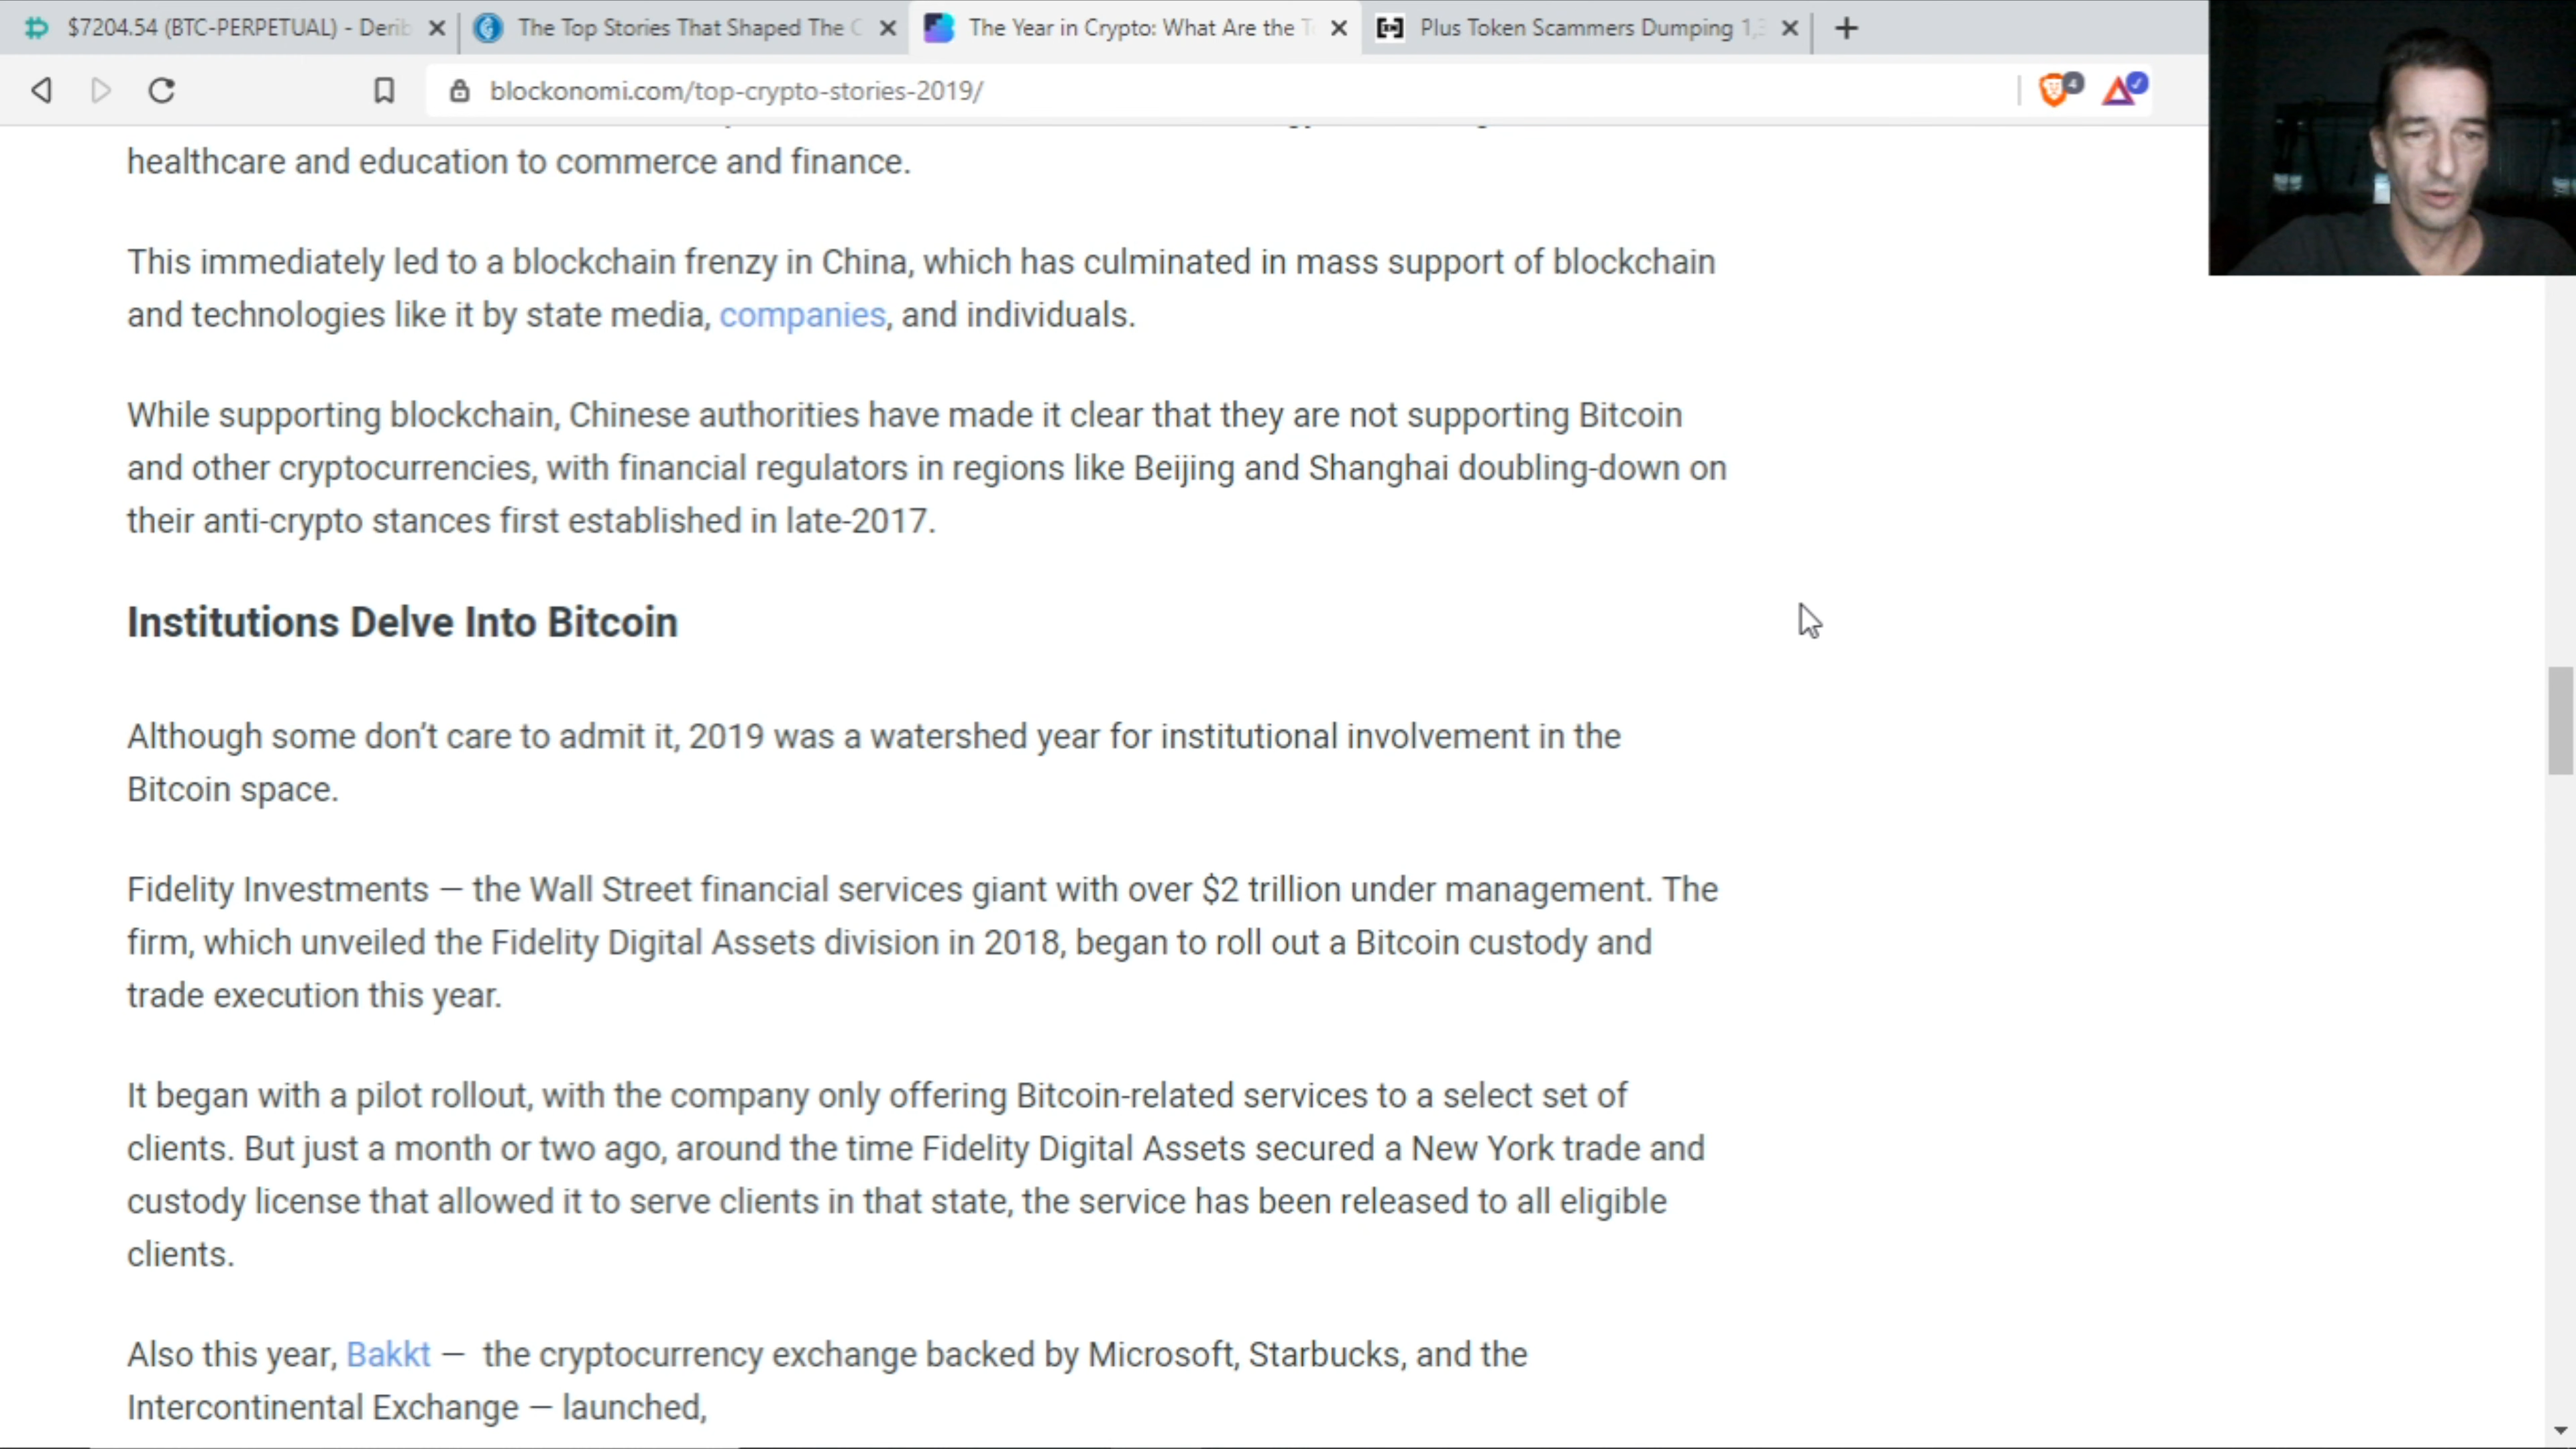 $7204.54 (BTC-PERPETUAL) - Derib
The Top Stories That Shaped The C
The Year in Crypto: What Are the T
Plus Token Scammers Dumping 1,3
blockonomi.com/top-crypto-stories-2019/
4
healthcare and education to commerce and finance.
This immediately led to a blockchain frenzy in China, which has culminated in mass support of blockchain
and technologies like it by state media, companies, and individuals.
While supporting blockchain, Chinese authorities have made it clear that they are not supporting Bitcoin
and other cryptocurrencies, with financial regulators in regions like Beijing and Shanghai doubling-down on
their anti-crypto stances first established in late-2017.
Institutions Delve Into Bitcoin
Although some don’t care to admit it, 2019 was a watershed year for institutional involvement in the
Bitcoin space.
Fidelity Investments — the Wall Street financial services giant with over $2 trillion under management. The
firm, which unveiled the Fidelity Digital Assets division in 2018, began to roll out a Bitcoin custody and
trade execution this year.
It began with a pilot rollout, with the company only offering Bitcoin-related services to a select set of
clients. But just a month or two ago, around the time Fidelity Digital Assets secured a New York trade and
custody license that allowed it to serve clients in that state, the service has been released to all eligible
clients.
Also this year, Bakkt — the cryptocurrency exchange backed by Microsoft, Starbucks, and the
Intercontinental Exchange — launched,